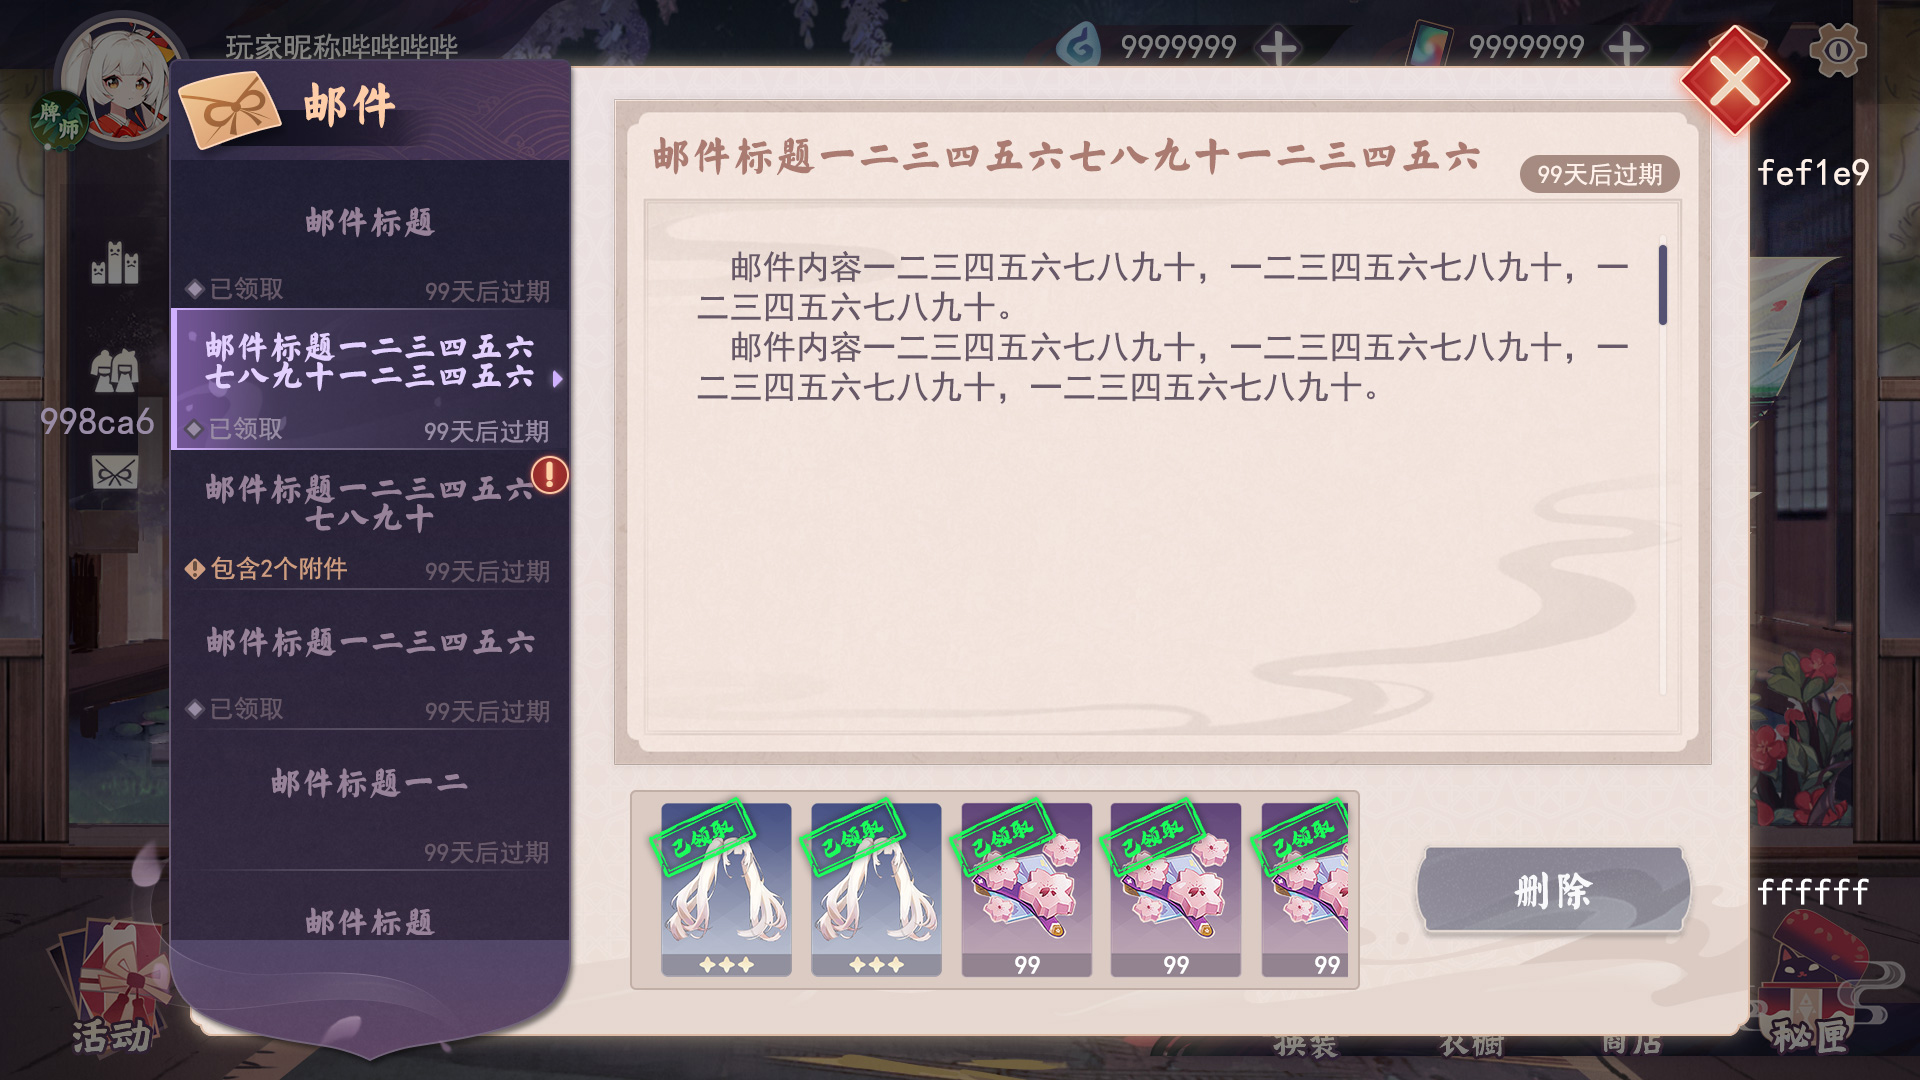 玩家昵称哔哔哔哔
9999999
9999999
牌师
邮件
邮件标题
已领取
99天后过期
邮件标题一二三四五六
七八九十一二三四五六
已领取
99天后过期
邮件标题一二三四五六
七八九十
包含2个附件
99天后过期
邮件标题一二三四五六
已领取
99天后过期
邮件标题一二
99天后过期
邮件标题
998ca6
活动
邮件标题一二三四五六七八九十一二三四五六
99天后过期
fef1e9
邮件内容一二三四五六七八九十，一二三四五六七八九十，一
二三四五六七八九十。
邮件内容一二三四五六七八九十，一二三四五六七八九十，一
二三四五六七八九十，一二三四五六七八九十。
已领取
已领取
已领取
已领取
已领取
99
99
99
删除
ffffff
换装
衣橱
商店
秘匣